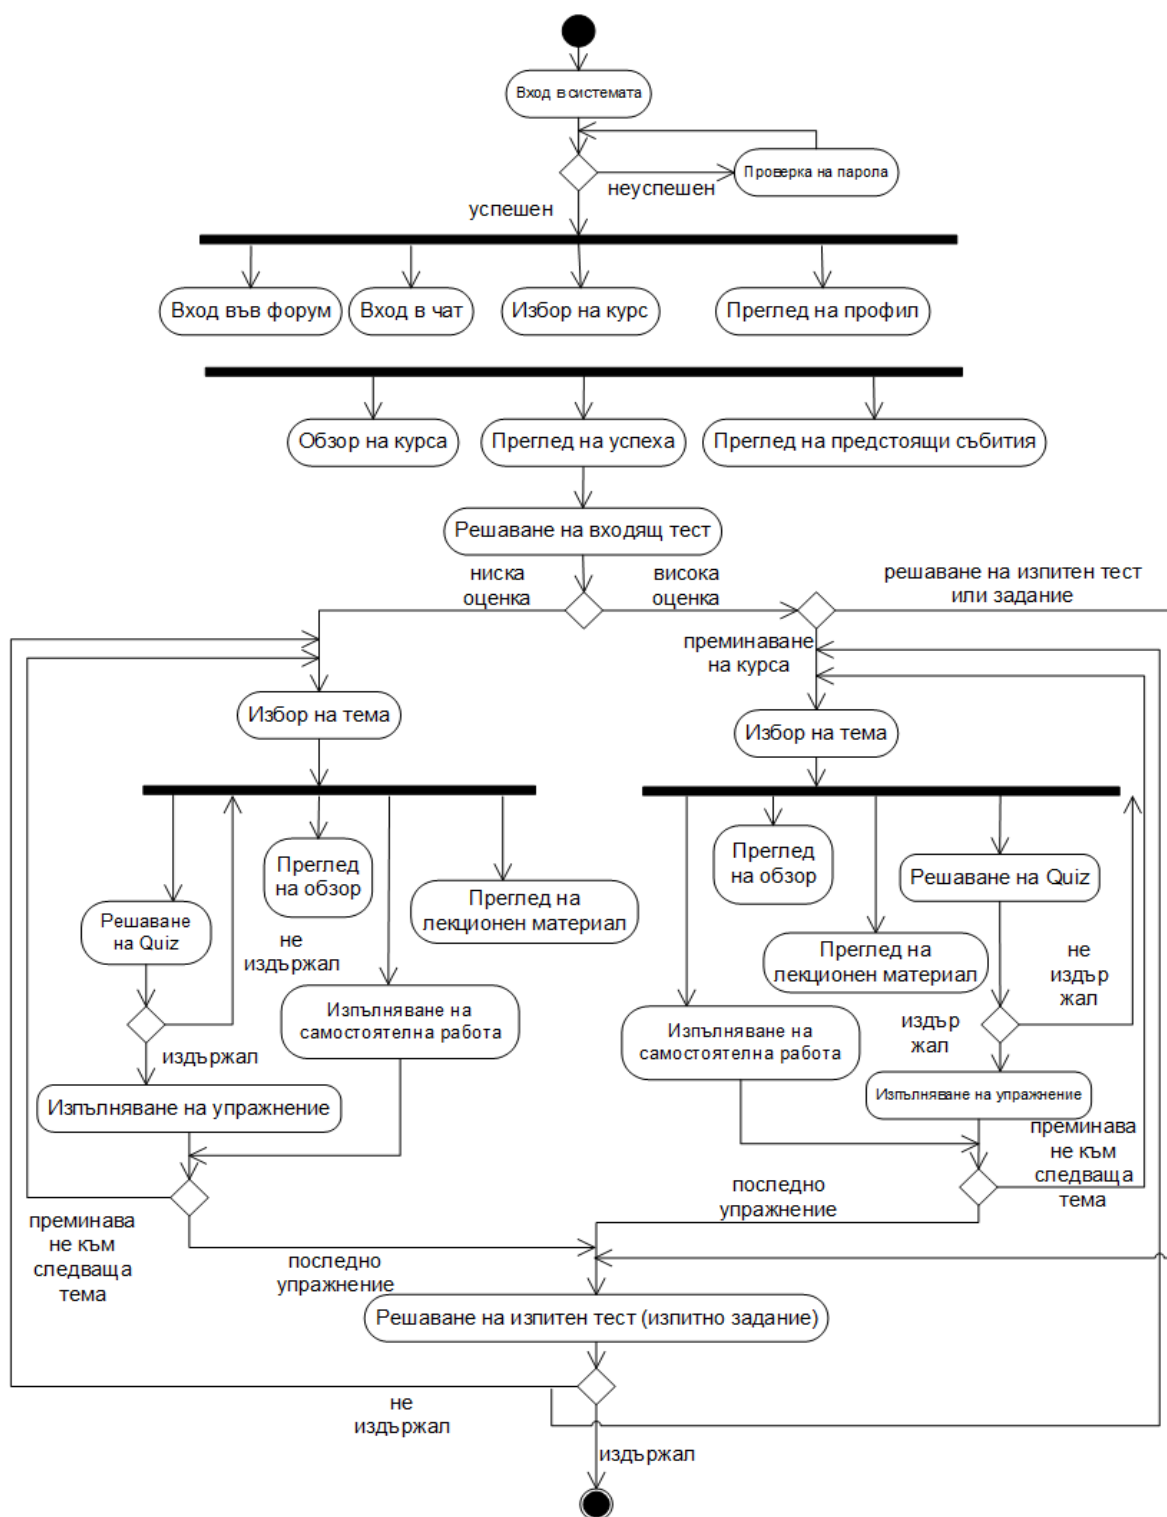 Вход в системата
Проверка на парола
неуспешен
успешен
Вход във форум
Вход в чат
Избор на курс
Преглед на профил
Обзор на курса
Преглед на успеха
Преглед на предстоящи събития
Решаване на входящ тест
ниска
оценка
висока
оценка
решаване на изпитен тест
или задание
преминаване
на курса
Избор на тема
Избор на тема
Преглед
на обзор
Преглед на
лекционен материал
Решаване
на Quiz
не
издържал
Изпълняване на
самостоятелна работа
издържал
Изпълняване на упражнение
Преглед
на обзор
Решаване на Quiz
Преглед на
лекционен материал
не
издър
жал
издър
жал
Изпълняване на
самостоятелна работа
Изпълняване на упражнение
преминава
не към
следваща
тема
последно
упражнение
преминава
не към
следваща
тема
последно
упражнение
Решаване на изпитен тест (изпитно задание)
не
издържал
издържал